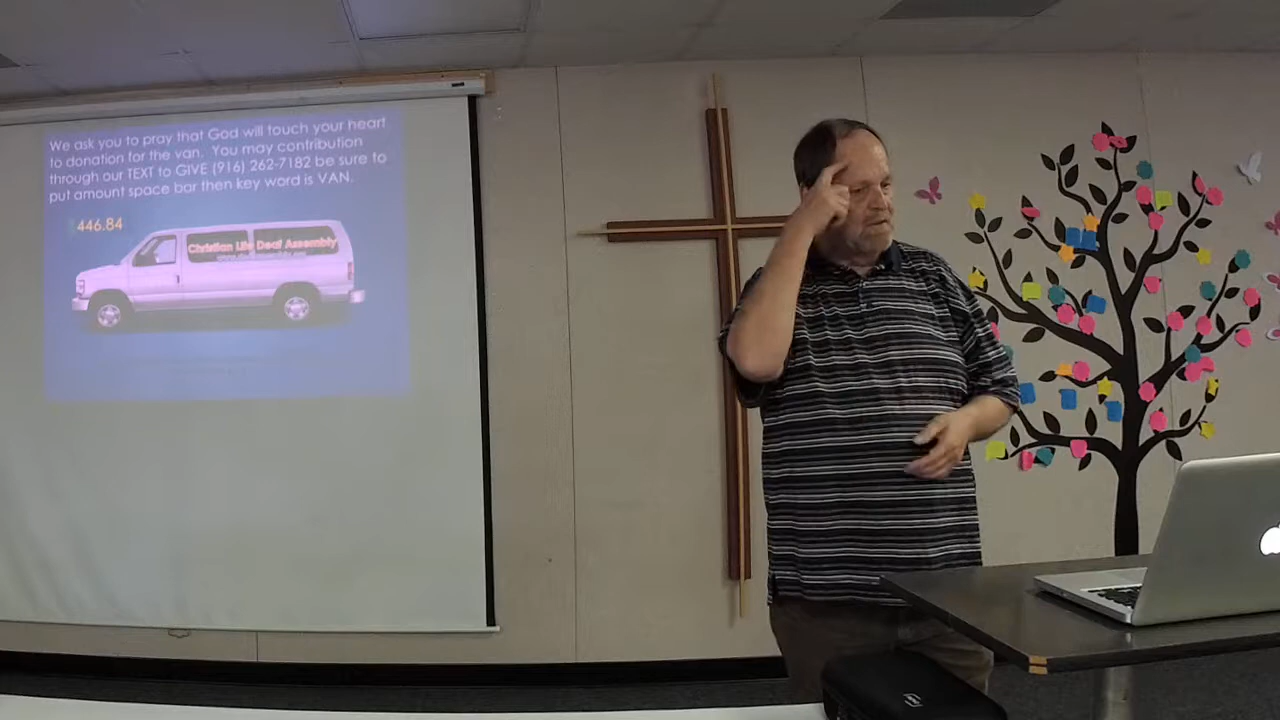 We ask you to pray that God will touch your heart
to donation for the van. You may contribution
through our TEXT to GIVE (916) 262-7182 be sure to
put amount space bar then key word is VAN.
446.84
Christian Life Deaf Assembly